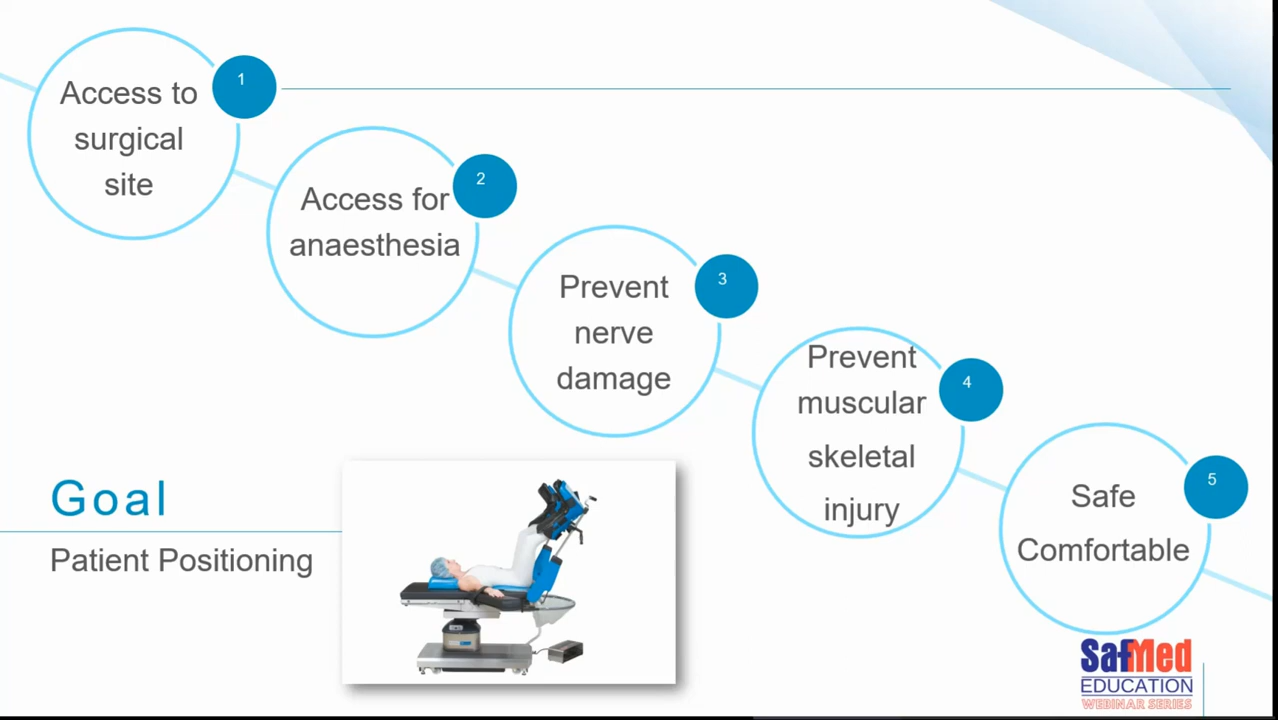 Access to
surgical
site
1
Access for
anaesthesia
2
Prevent
nerve
damage
3
Prevent
muscular
skeletal
injury
4
Safe
Comfortable
5
Goal
Patient Positioning
SafMed
EDUCATION
WEBINAR SERIES